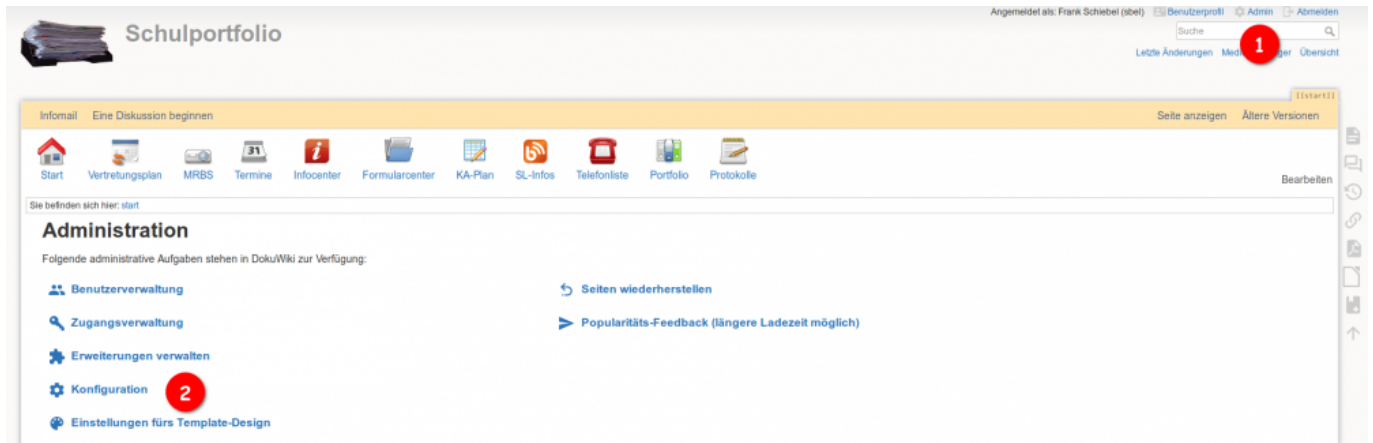 Angemeldet als: Frank Schiebel (sbel) Benutzerprofil Admin Abmelden
Schulportfolio
Suche
1
Letzte Änderungen Übersicht
[[start]]
Infomail Eine Diskussion beginnen Seite anzeigen Ältere Versionen
31
Start Vertretungsplan MRBS Termine Infocenter Formularcenter KA-Plan SL-Infos Telefonliste Portfolio Protokolle
Bearbeiten
Sie befinden sich hier: start
Administration
Folgende administrative Aufgaben stehen in DokuWiki zur Verfügung:
Benutzerverwaltung Seiten wiederherstellen
Zugangsverwaltung Popularitäts-Feedback (längere Ladezeit möglich)
Erweiterungen verwalten
Konfiguration 2
Einstellungen fürs Template-Design